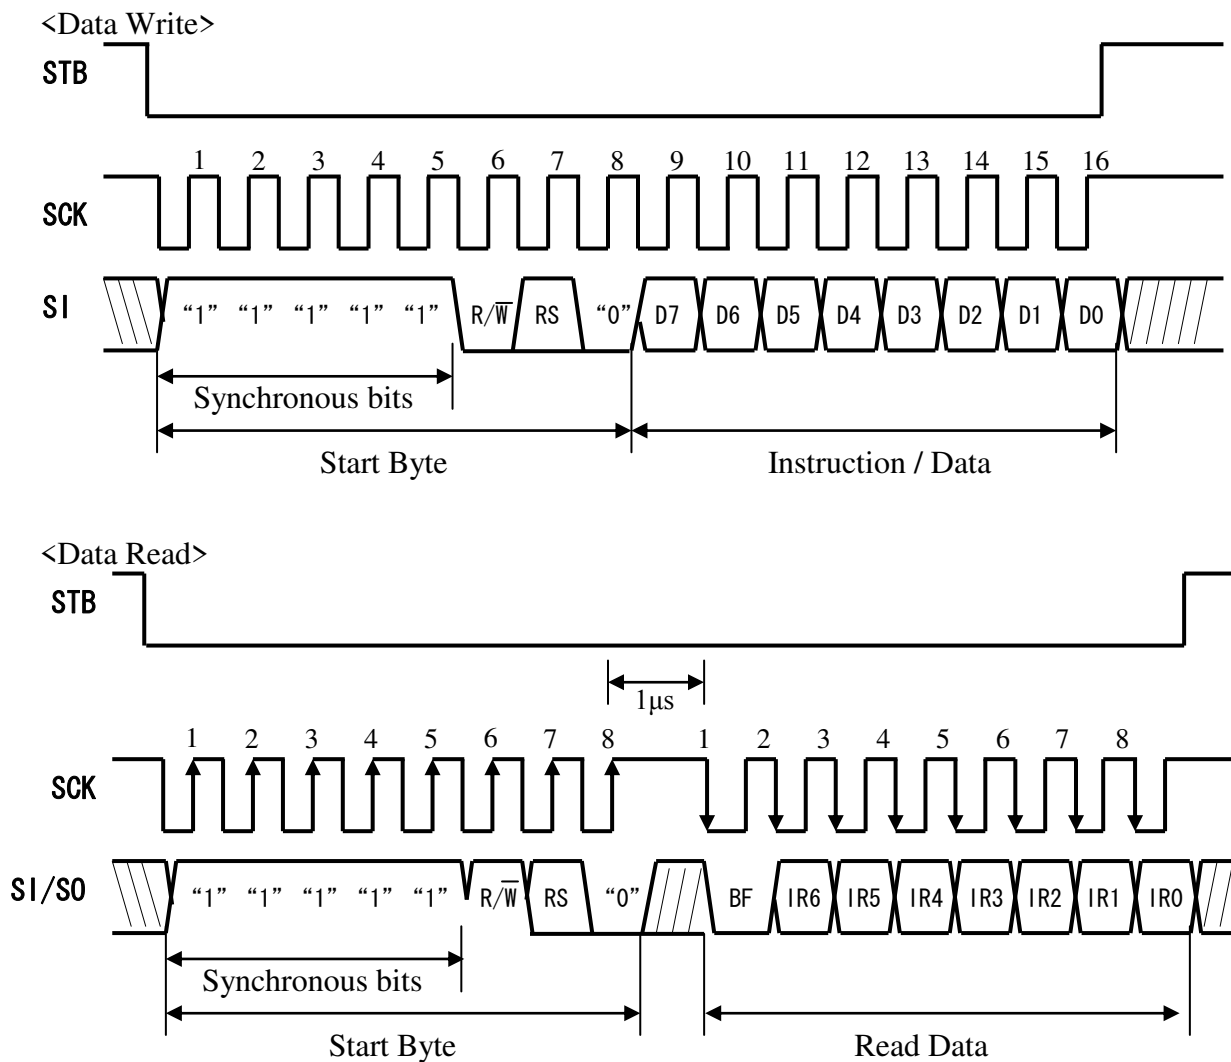 <Data Write>
STB
1 2 3 4 5 6 7 8 9 10 11 12 13 14 15 16
SCK
SI "1" "1" "1" "1" "1" R/W̅ RS "0" D7 D6 D5 D4 D3 D2 D1 D0
Synchronous bits
Start Byte Instruction / Data
<Data Read>
STB
1μs
1 2 3 4 5 6 7 8 1 2 3 4 5 6 7 8
SCK
SI/SO "1" "1" "1" "1" "1" R/W̅ RS "0" BF IR6 IR5 IR4 IR3 IR2 IR1 IR0
Synchronous bits
Start Byte Read Data